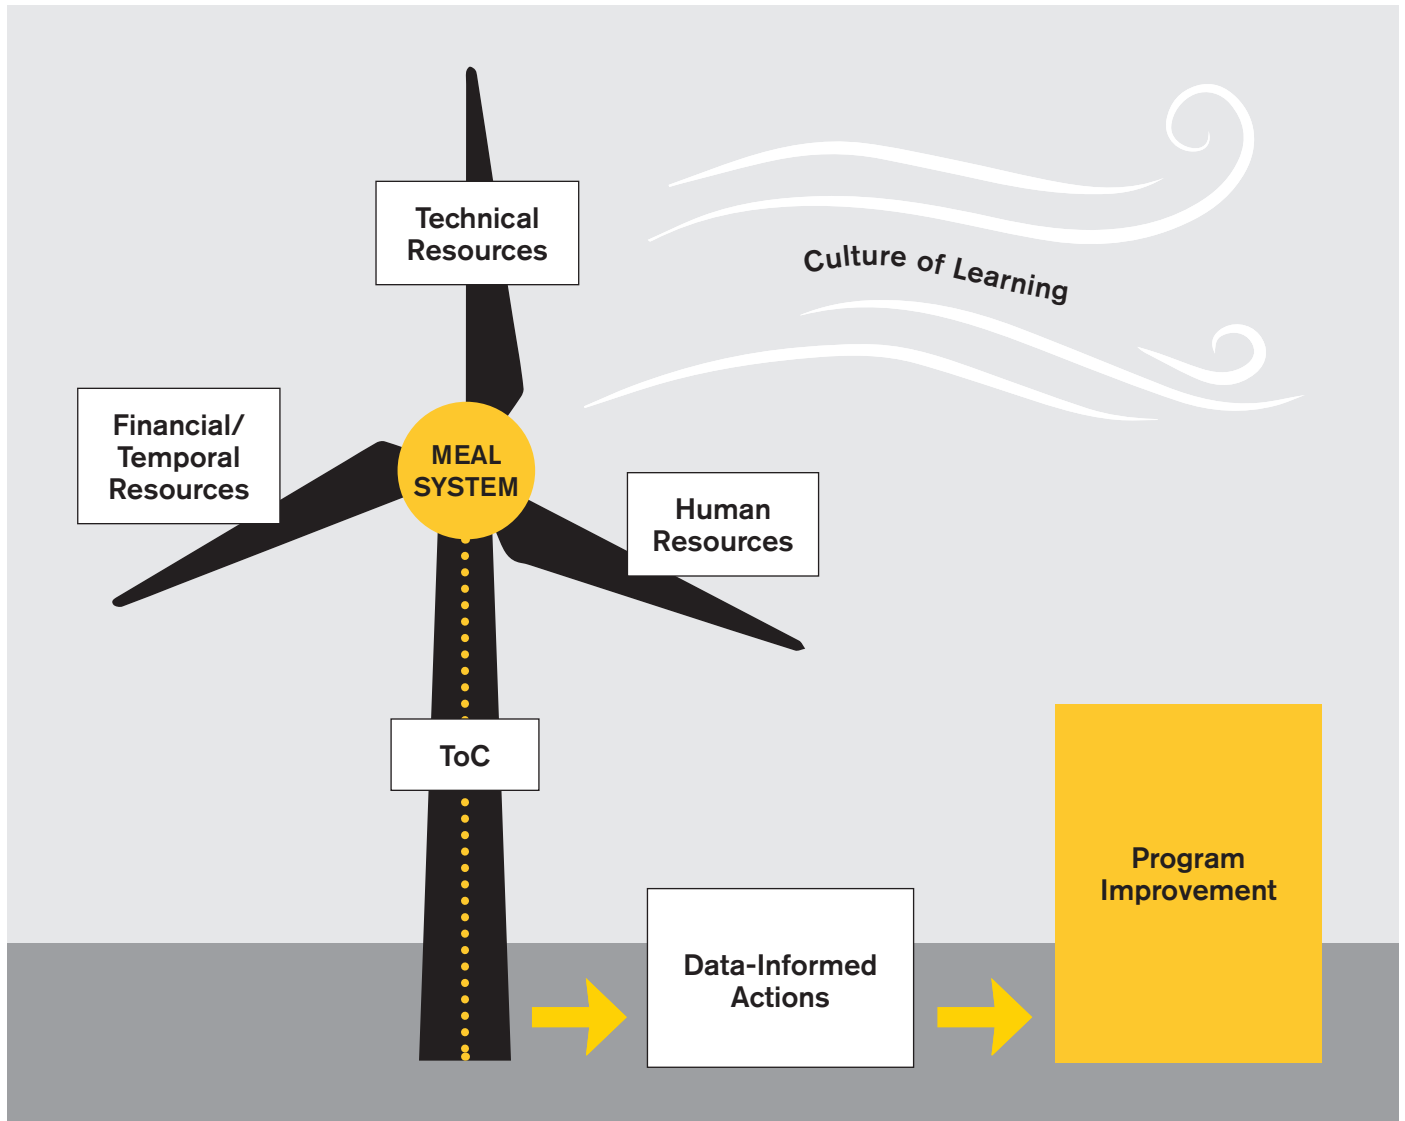 Technical
Resources
Culture of Learning
Financial/
Temporal
Resources
MEAL
SYSTEM
Human
Resources
ToC
Program
Improvement
Data-Informed
Actions